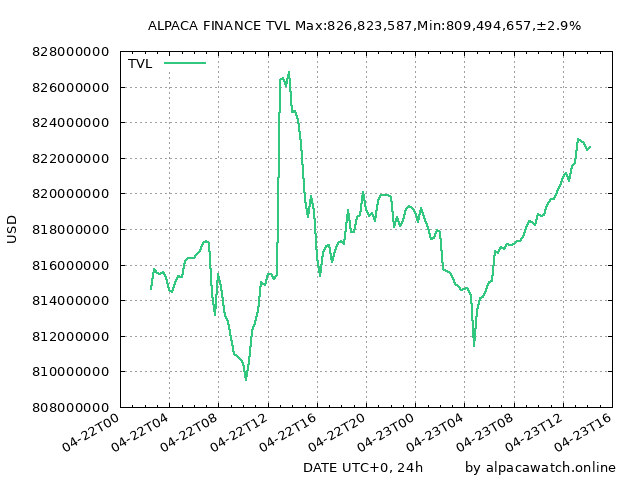 ALPACA FINANCE TVL Max:826,823,587,Min:809,494,657,±2.9%
828000000
TVL
826000000
824000000
822000000
820000000
818000000
816000000
814000000
812000000
810000000
808000000
USD
04-22T00
04-22T04
04-22T08
04-22T12
04-22T16
04-22T20
04-23T00
04-23T04
04-23T08
04-23T12
04-23T16
DATE UTC+0, 24h
by alpacawatch.online